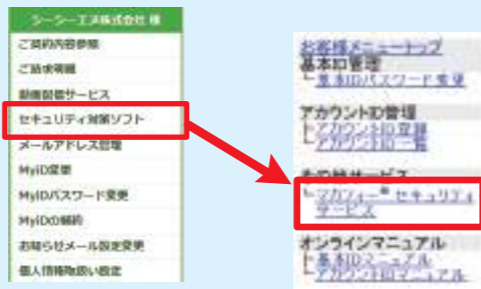 シーシーエヌ株式会社 様
ご契約内容参照
ご請求明細
動画配信サービス
セキュリティ対策ソフト
メールアドレス管理
MyiD変更
MyiDパスワード変更
MyiDの解約
お知らせメール設定変更
個人情報取扱い設定
お客様メニュートップ
基本ID管理
基本IDパスワード変更
アカウントID管理
アカウントID登録
アカウントID一覧
その他サービス
マカフィー® セキュリティ
サービス
オンラインマニュアル
基本IDマニュアル
アカウントIDマニュアル